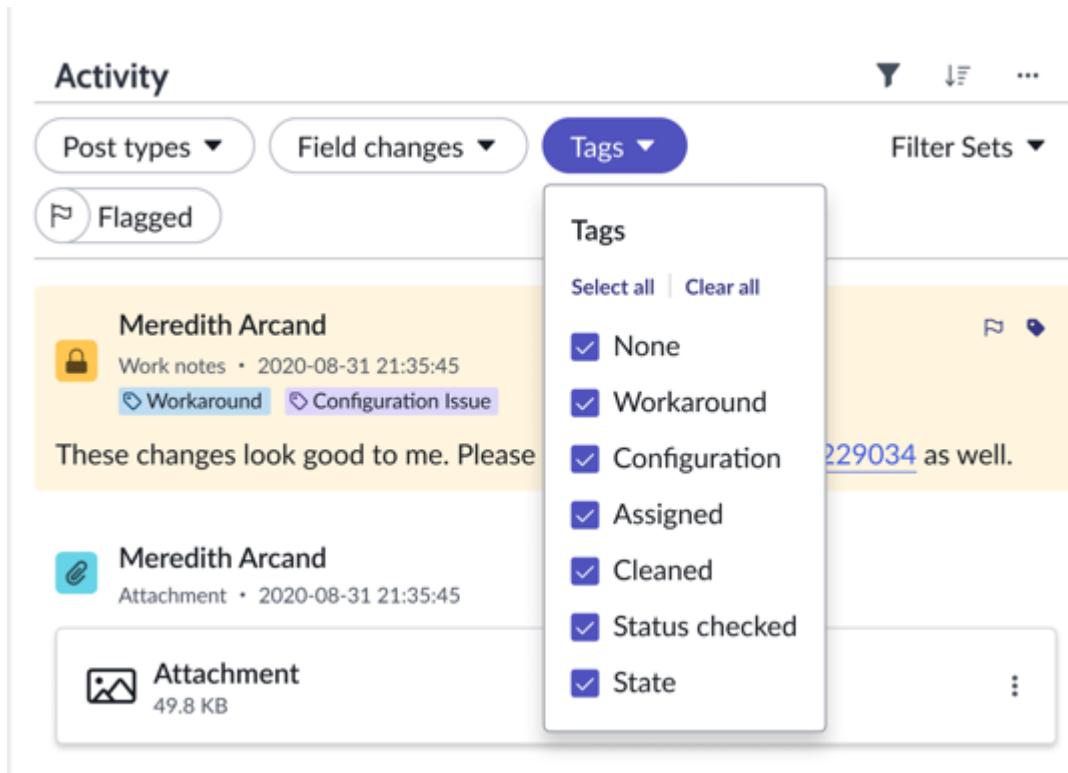 Activity
Post types
Field changes
Tags
Filter Sets
Flagged
Tags
Select all
Clear all
None
Workaround
Configuration
Assigned
Cleaned
Status checked
State
Meredith Arcand
Work notes • 2020-08-31 21:35:45
Workaround
Configuration Issue
These changes look good to me. Please
229034 as well.
Meredith Arcand
Attachment • 2020-08-31 21:35:45
Attachment
49.8 KB